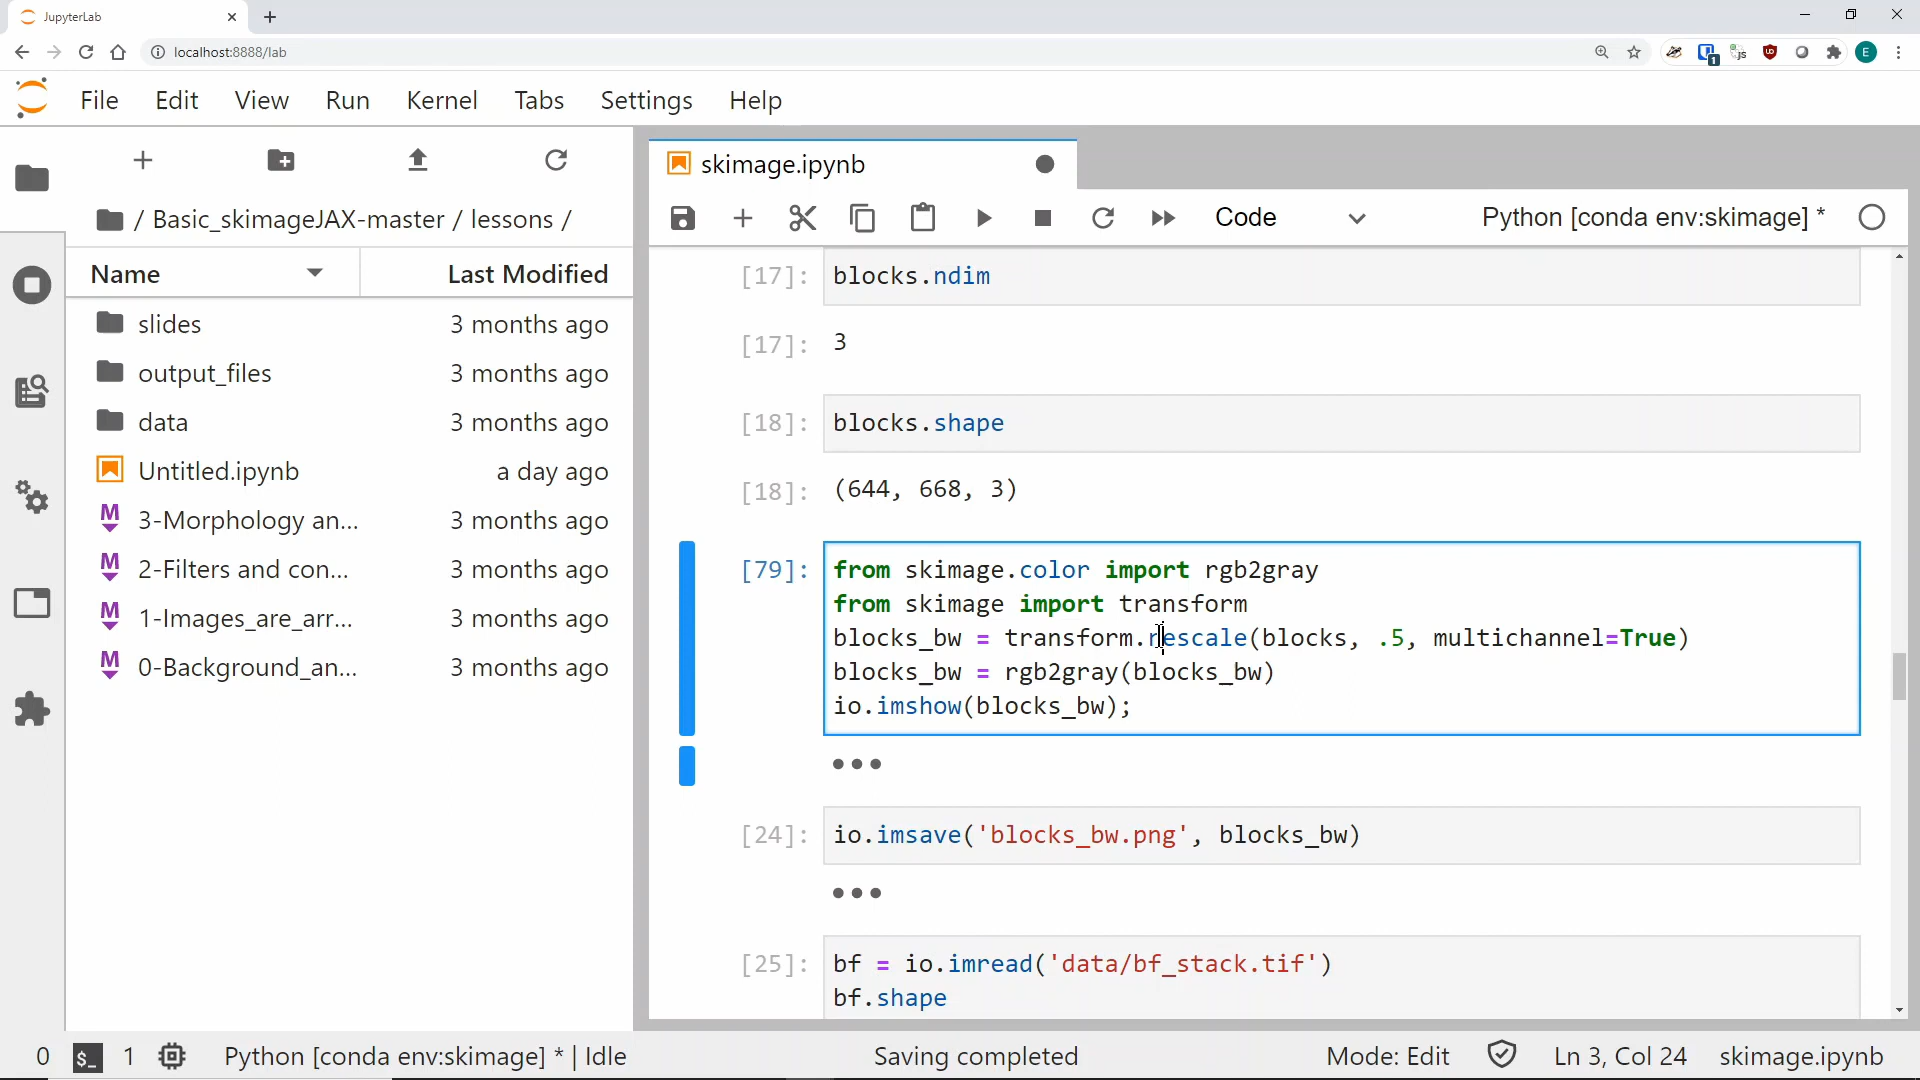 JupyterLab
localhost:8888/lab
JS
1
E
File Edit View Run Kernel Tabs Settings Help
/ Basic_skimageJAX-master / lessons /
Name Last Modified
slides 3 months ago
output_files 3 months ago
data 3 months ago
Untitled.ipynb a day ago
M 3-Morphology an... 3 months ago
M 2-Filters and con... 3 months ago
M 1-Images_are_arr... 3 months ago
M 0-Background_an... 3 months ago
skimage.ipynb
Code Python [conda env:skimage] *
[17]: blocks.ndim
[17]: 3
[18]: blocks.shape
[18]: (644, 668, 3)
[79]: from skimage.color import rgb2gray
from skimage import transform
blocks_bw = transform.rescale(blocks, .5, multichannel=True)
blocks_bw = rgb2gray(blocks_bw)
io.imshow(blocks_bw);
[24]: io.imsave('blocks_bw.png', blocks_bw)
[25]: bf = io.imread('data/bf_stack.tif')
bf.shape
0 $_ 1 Python [conda env:skimage] * | Idle Saving completed Mode: Edit Ln 3, Col 24 skimage.ipynb